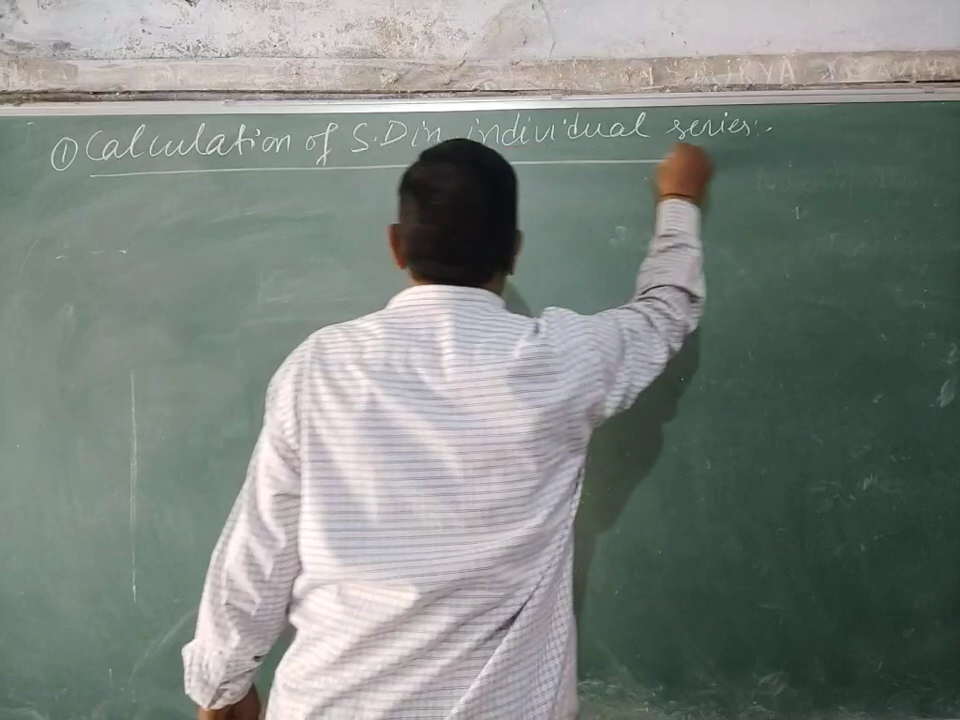 ① Calculation of S.D in individual series:-